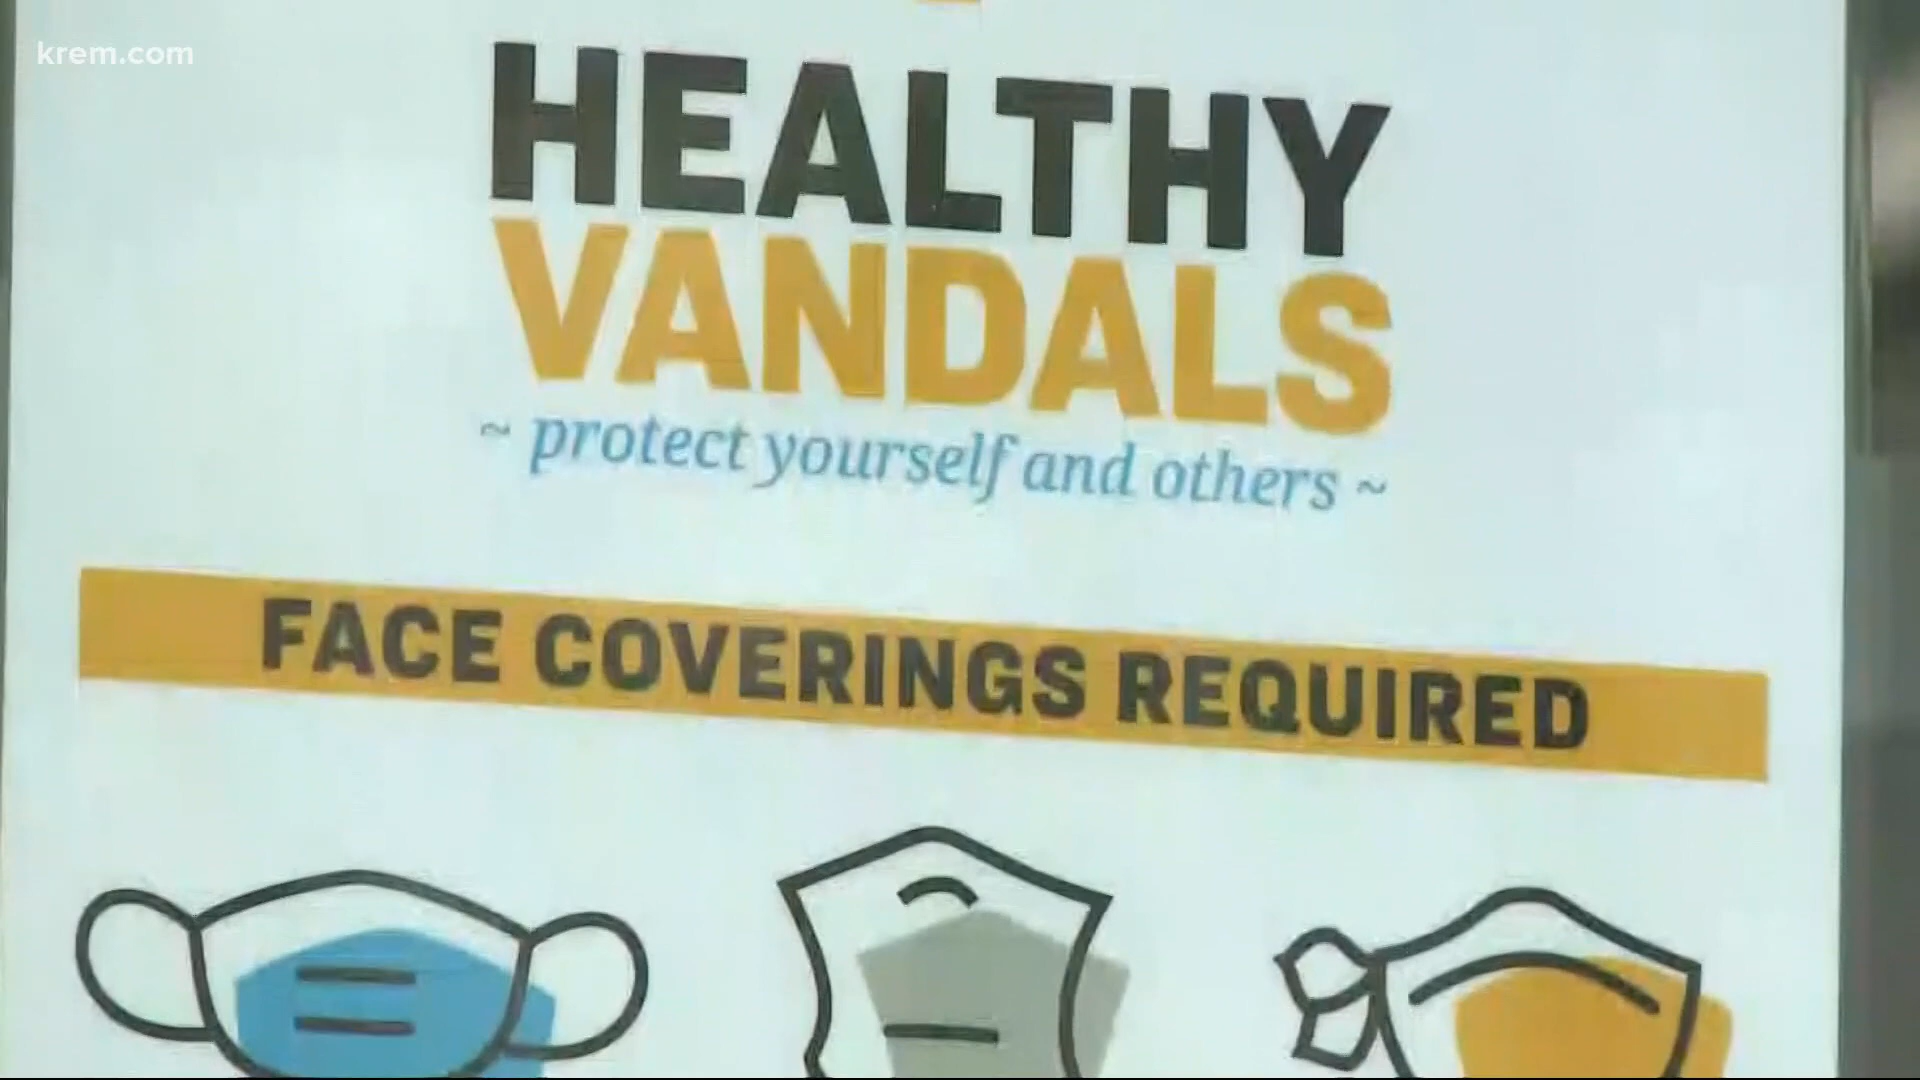 krem.com
HEALTHY
VANDALS
~ protect yourself and others ~
FACE COVERINGS REQUIRED